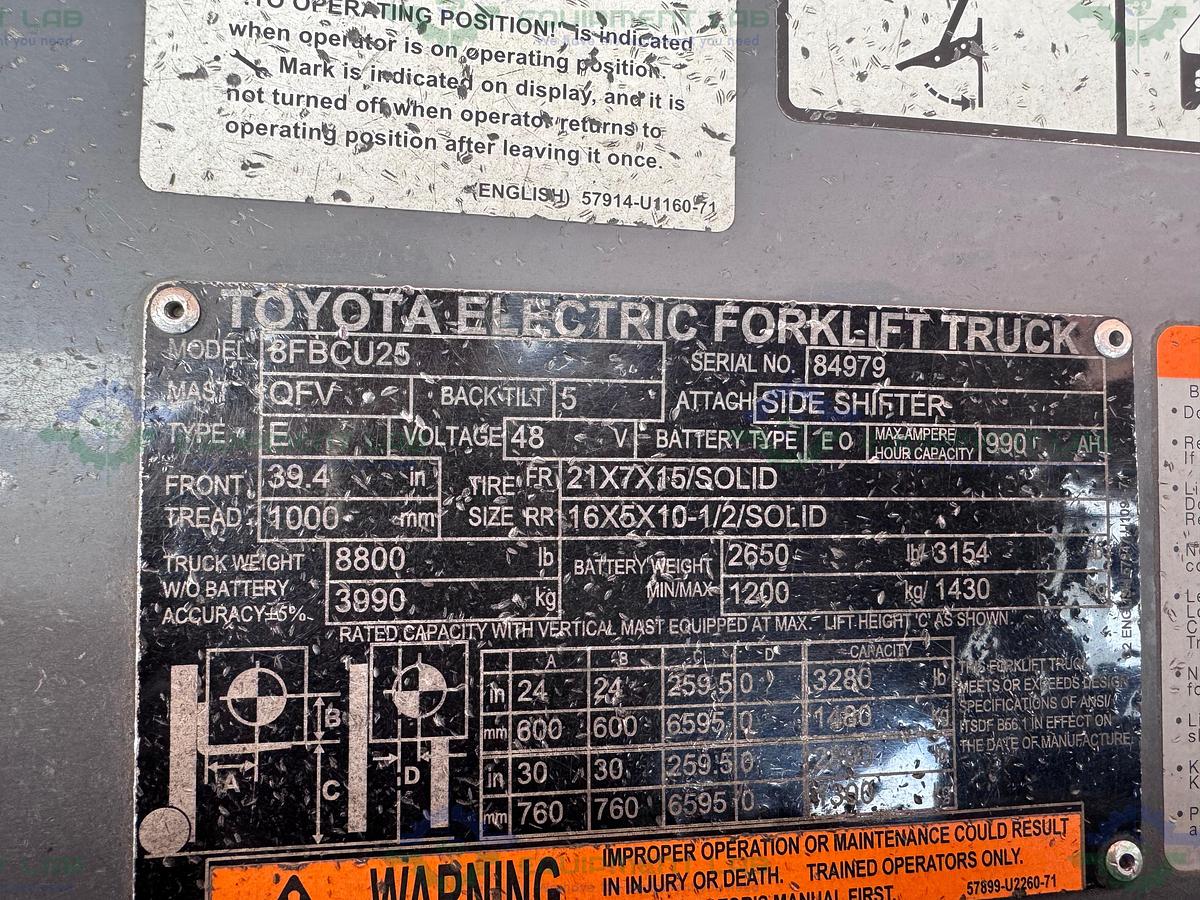 "TO OPERATING POSITION!" is indicated
when operator is on operating position.
Mark is indicated on display, and it is
not turned off when operator returns to
operating position after leaving it once.
(ENGLISH) 57914-U1160-71
TOYOTA ELECTRIC FORKLIFT TRUCK
MODEL 8FBCU25 SERIAL NO. 84979
MAST QFV BACK TILT 5 ATTACH SIDE SHIFTER
TYPE E VOLTAGE 48 V BATTERY TYPE E O MAX AMPERE HOUR CAPACITY 990 AH
FRONT TREAD 39.4 in TIRE SIZE FR 21X7X15/SOLID
1000 mm RR 16X5X10-1/2/SOLID
TRUCK WEIGHT W/O BATTERY ACCURACY±5% 8800 lb BATTERY WEIGHT MIN/MAX 2650 lb/ 3154 lb
3990 kg 1200 kg/ 1430 kg
RATED CAPACITY WITH VERTICAL MAST EQUIPPED AT MAX. LIFT HEIGHT 'C' AS SHOWN.
A B C D CAPACITY
in 24 24 259.5 0 3280 lb
mm 600 600 6595 0 1480 kg
in 30 30 259.5 0
mm 760 760 6595 0
A B C D
THIS FORKLIFT TRUCK
MEETS OR EXCEEDS DESIGN
SPECIFICATIONS OF ANSI/
ITSDF B56.1 IN EFFECT ON
THE DATE OF MANUFACTURE.
WARNING
IMPROPER OPERATION OR MAINTENANCE COULD RESULT
IN INJURY OR DEATH. TRAINED OPERATORS ONLY.
MANUAL FIRST.
57899-U2260-71
EQUIPMENT LAB